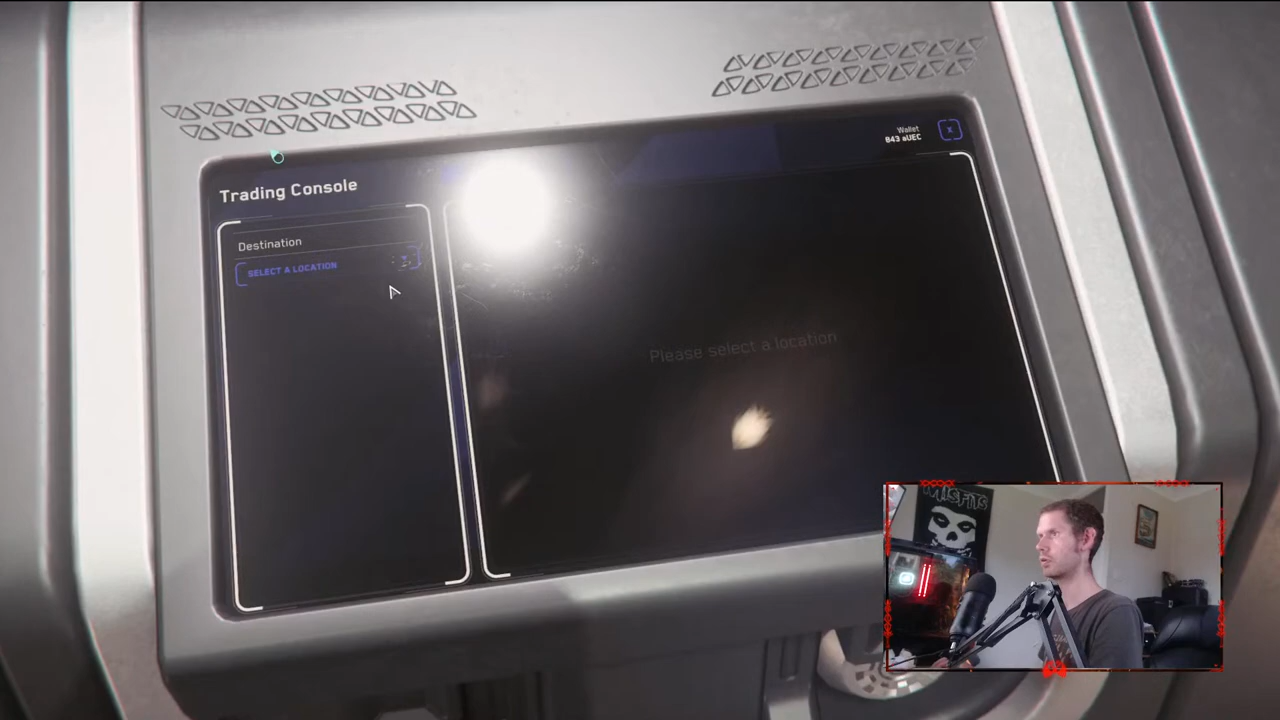 Wallet
843 aUEC
x
Trading Console
Destination
SELECT A LOCATION
Please select a location
MISFITS